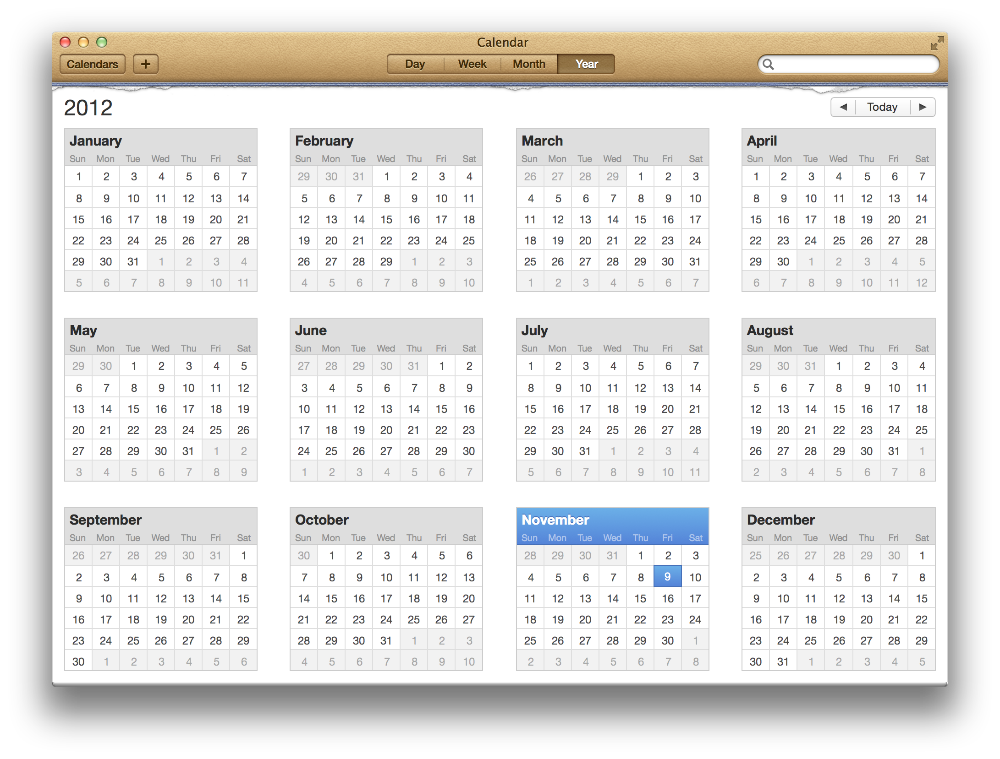 Calendar
Calendars + Day Week Month Year
2012 ◀ Today ▶
January
Sun Mon Tue Wed Thu Fri Sat
1 2 3 4 5 6 7
8 9 10 11 12 13 14
15 16 17 18 19 20 21
22 23 24 25 26 27 28
29 30 31 1 2 3 4
5 6 7 8 9 10 11
February
Sun Mon Tue Wed Thu Fri Sat
29 30 31 1 2 3 4
5 6 7 8 9 10 11
12 13 14 15 16 17 18
19 20 21 22 23 24 25
26 27 28 29 1 2 3
4 5 6 7 8 9 10
March
Sun Mon Tue Wed Thu Fri Sat
26 27 28 29 1 2 3
4 5 6 7 8 9 10
11 12 13 14 15 16 17
18 19 20 21 22 23 24
25 26 27 28 29 30 31
1 2 3 4 5 6 7
April
Sun Mon Tue Wed Thu Fri Sat
1 2 3 4 5 6 7
8 9 10 11 12 13 14
15 16 17 18 19 20 21
22 23 24 25 26 27 28
29 30 1 2 3 4 5
6 7 8 9 10 11 12
May
Sun Mon Tue Wed Thu Fri Sat
29 30 1 2 3 4 5
6 7 8 9 10 11 12
13 14 15 16 17 18 19
20 21 22 23 24 25 26
27 28 29 30 31 1 2
3 4 5 6 7 8 9
June
Sun Mon Tue Wed Thu Fri Sat
27 28 29 30 31 1 2
3 4 5 6 7 8 9
10 11 12 13 14 15 16
17 18 19 20 21 22 23
24 25 26 27 28 29 30
1 2 3 4 5 6 7
July
Sun Mon Tue Wed Thu Fri Sat
1 2 3 4 5 6 7
8 9 10 11 12 13 14
15 16 17 18 19 20 21
22 23 24 25 26 27 28
29 30 31 1 2 3 4
5 6 7 8 9 10 11
August
Sun Mon Tue Wed Thu Fri Sat
29 30 31 1 2 3 4
5 6 7 8 9 10 11
12 13 14 15 16 17 18
19 20 21 22 23 24 25
26 27 28 29 30 31 1
2 3 4 5 6 7 8
September
Sun Mon Tue Wed Thu Fri Sat
26 27 28 29 30 31 1
2 3 4 5 6 7 8
9 10 11 12 13 14 15
16 17 18 19 20 21 22
23 24 25 26 27 28 29
30 1 2 3 4 5 6
October
Sun Mon Tue Wed Thu Fri Sat
30 1 2 3 4 5 6
7 8 9 10 11 12 13
14 15 16 17 18 19 20
21 22 23 24 25 26 27
28 29 30 31 1 2 3
4 5 6 7 8 9 10
November
Sun Mon Tue Wed Thu Fri Sat
28 29 30 31 1 2 3
4 5 6 7 8 9 10
11 12 13 14 15 16 17
18 19 20 21 22 23 24
25 26 27 28 29 30 1
2 3 4 5 6 7 8
December
Sun Mon Tue Wed Thu Fri Sat
25 26 27 28 29 30 1
2 3 4 5 6 7 8
9 10 11 12 13 14 15
16 17 18 19 20 21 22
23 24 25 26 27 28 29
30 31 1 2 3 4 5